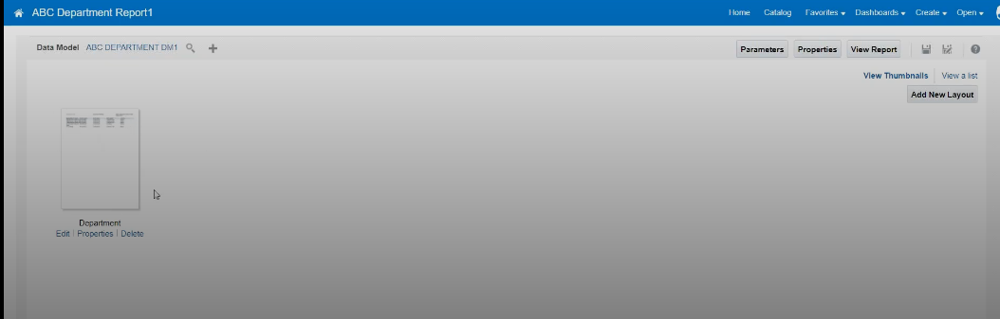 ABC Department Report1
Home Catalog Favorites Dashboards Create Open
Data Model ABC DEPARTMENT DM1
Parameters Properties View Report
View Thumbnails View a list
Add New Layout
Department
Edit | Properties | Delete